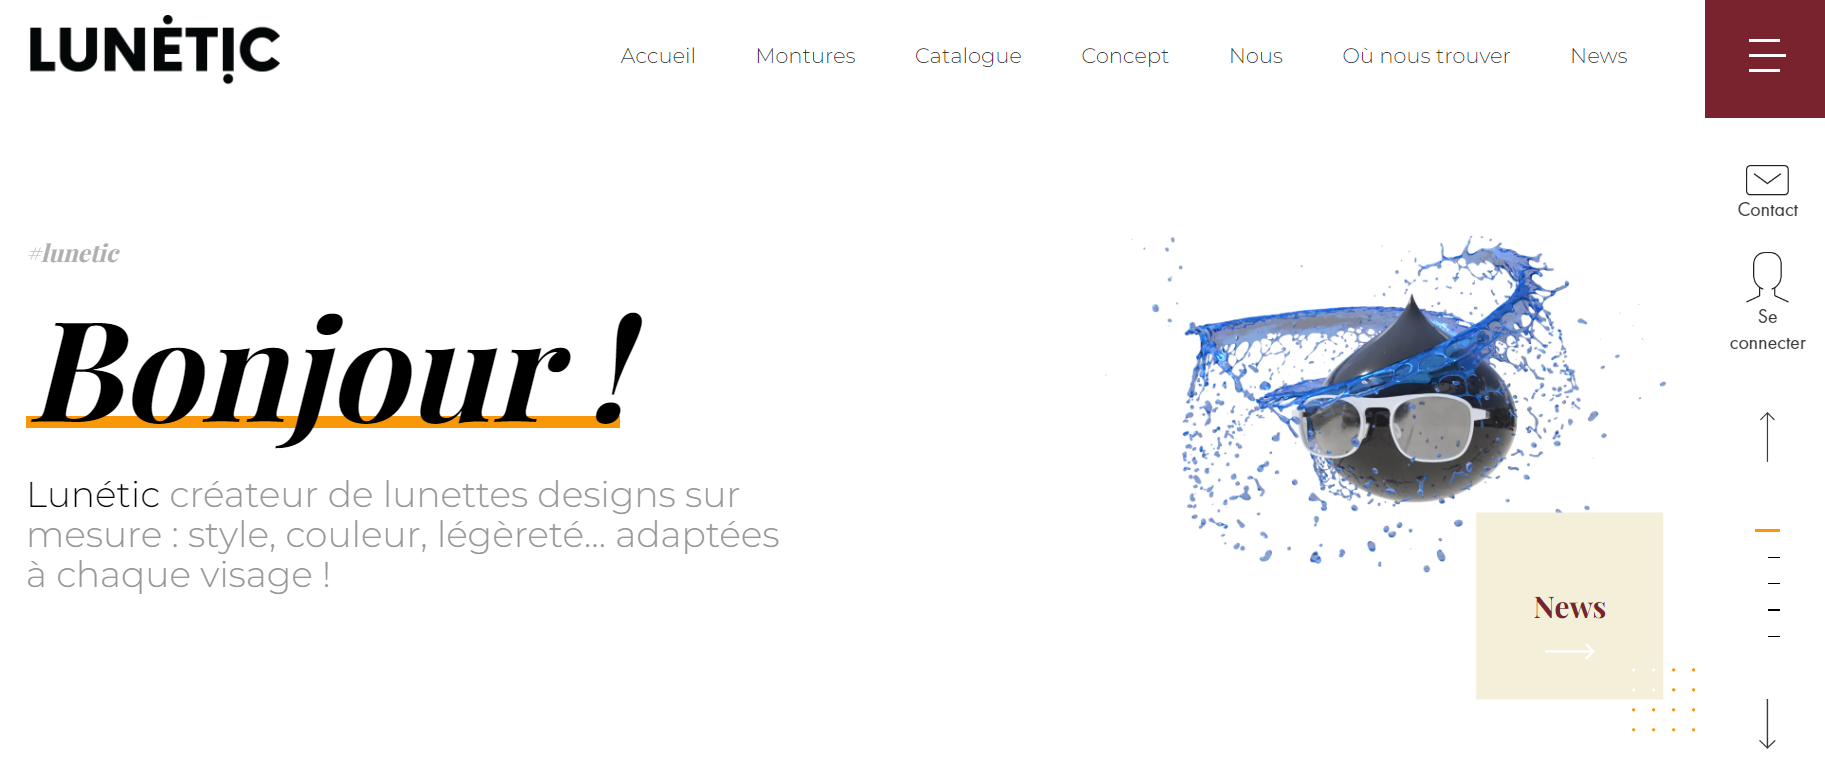 LUNĖTỊC
Accueil Montures Catalogue Concept Nous Où nous trouver News
Contact
#lunetic
Se
connecter
Bonjour !
Lunétic créateur de lunettes designs sur
mesure : style, couleur, légèreté... adaptées
à chaque visage !
News